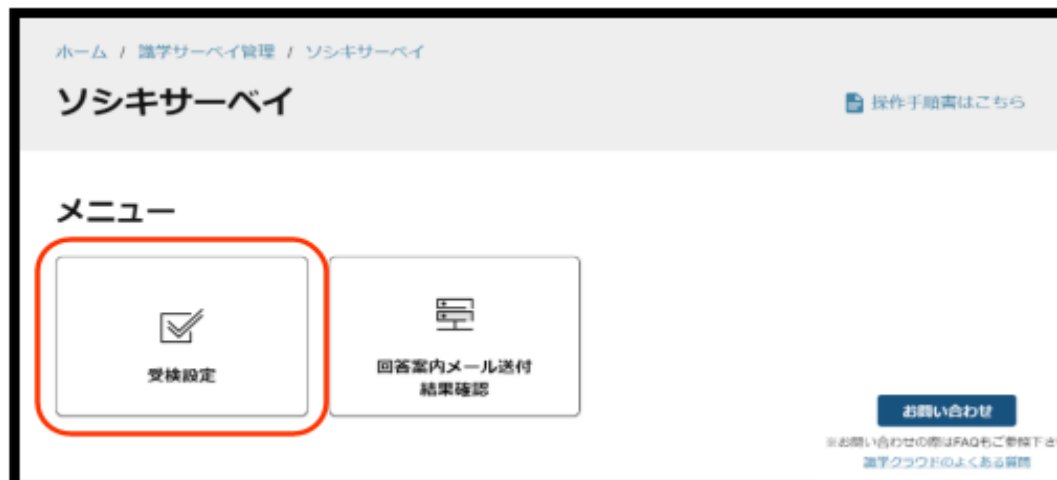 ホーム / 識学サーベイ管理 / ソシキサーベイ
ソシキサーベイ
操作手順書はこちら
メニュー
受検設定
回答案内メール送付
結果確認
お問い合わせ
※お問い合わせの際はFAQもご参照下さ
識学クラウドのよくある質問